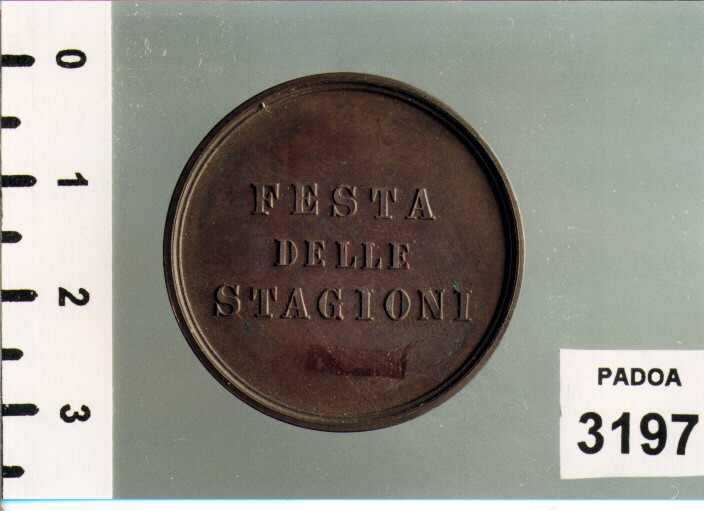 FESTA
DELLE
STAGIONI
PADOA
3197
0
1
2
3